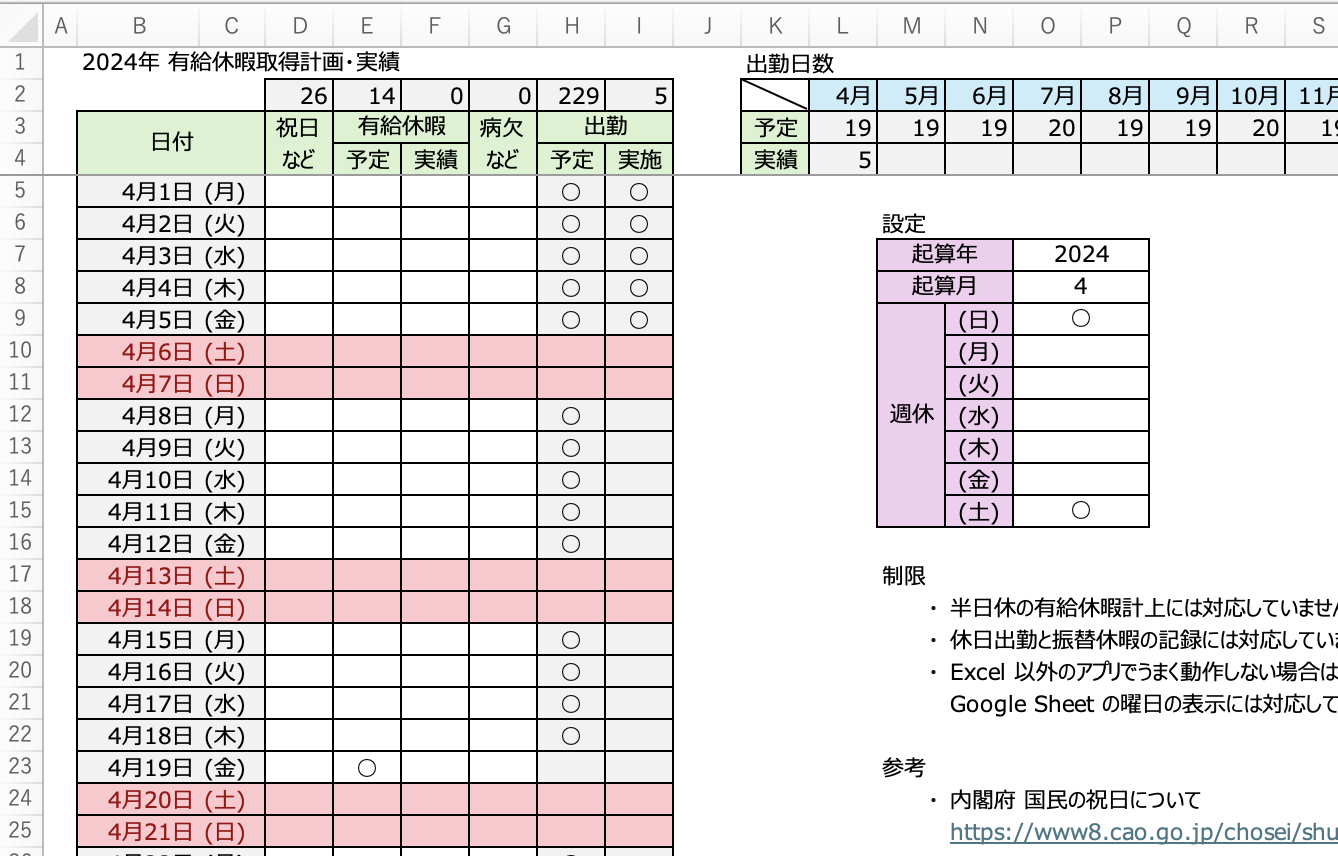 A B C D E F G H I J K L M N O P Q R S
1 2024年 有給休暇取得計画・実績 出勤日数
2 26 14 0 0 229 5 4月 5月 6月 7月 8月 9月 10月 11月
3 日付 祝日 有給休暇 病欠 出勤 予定 19 19 19 20 19 19 20
4 など 予定 実績 など 予定 実施 実績 5
5 4月1日 (月) ○ ○
6 4月2日 (火) ○ ○ 設定
7 4月3日 (水) ○ ○ 起算年 2024
8 4月4日 (木) ○ ○ 起算月 4
9 4月5日 (金) ○ ○ (日) ○
10 4月6日 (土) (月)
11 4月7日 (日) (火)
12 4月8日 (月) ○ 週休 (水)
13 4月9日 (火) ○ (木)
14 4月10日 (水) ○ (金)
15 4月11日 (木) ○ (土) ○
16 4月12日 (金) ○
17 4月13日 (土) 制限
18 4月14日 (日) ・ 半日休の有給休暇計上には対応していません
19 4月15日 (月) ○ ・ 休日出勤と振替休暇の記録には対応していま
20 4月16日 (火) ○ ・ Excel 以外のアプリでうまく動作しない場合は
21 4月17日 (水) ○ Google Sheet の曜日の表示には対応して
22 4月18日 (木) ○
23 4月19日 (金) ○ 参考
24 4月20日 (土) ・ 内閣府 国民の祝日について
25 4月21日 (日) https://www8.cao.go.jp/chosei/shu